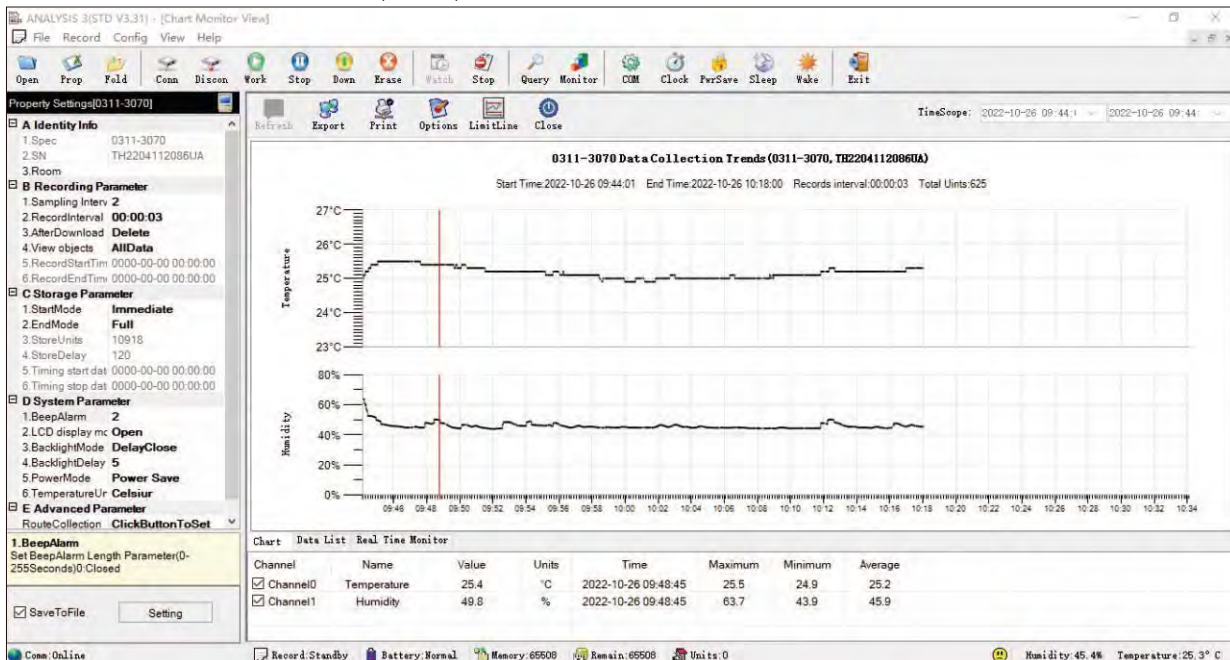 ANALYSIS 3(STD V3.31) - [Chart Monitor View]
File Record Config View Help
Open Prop Fold Conn Discon Work Stop Down Erase Watch Stop Query Monitor COM Clock PwrSave Sleep Wake Exit
Property Settings[0311-3070]
A Identity Info
1.Spec 0311-3070
2.SN TH2204112086UA
3.Room
B Recording Parameter
1.Sampling Interv 2
2.RecordInterval 00:00:03
3.AfterDownload Delete
4.View objects AllData
5.RecordStartTim 0000-00-00 00:00:00
6.RecordEndTim 0000-00-00 00:00:00
C Storage Parameter
1.StartMode Immediate
2.EndMode Full
3.StoreUnits 10918
4.StoreDelay 120
5.Timing start dat 0000-00-00 00:00:00
6.Timing stop dat 0000-00-00 00:00:00
D System Parameter
1.BeepAlarm 2
2.LCD display mc Open
3.BacklightMode DelayClose
4.BacklightDelay 5
5.PowerMode Power Save
6.TemperatureUr Celsiur
E Advanced Parameter
RouteCollection ClickButtonToSet
1.BeepAlarm
Set BeepAlarm Length Parameter(0-
255Seconds)0:Closed
SaveToFile Setting
Refresh Export Print Options LimitLine Close
TimeScope: 2022-10-26 09:44: 2022-10-26 09:44:
0311-3070 Data Collection Trends(0311-3070, TH2204112086UA)
Start Time:2022-10-26 09:44:01 End Time:2022-10-26 10:18:00 Records interval:00:00:03 Total Uints:625
Temperature
27°C
26°C
25°C
24°C
23°C
Humidity
80%
60%
40%
20%
0%
09:46 09:48 09:50 09:52 09:54 09:56 09:58 10:00 10:02 10:04 10:06 10:08 10:10 10:12 10:14 10:16 10:18 10:20 10:22 10:24 10:26 10:28 10:30 10:32 10:34
Chart Data List Real Time Monitor
Channel Name Value Units Time Maximum Minimum Average
Channel0 Temperature 25.4 °C 2022-10-26 09:48:45 25.5 24.9 25.2
Channel1 Humidity 49.8 % 2022-10-26 09:48:45 63.7 43.9 45.9
Comm:Online Record:Standby Battery:Normal Memory:65508 Remain:65508 Units:0 Humidity:45.4% Temperature:25.3° C